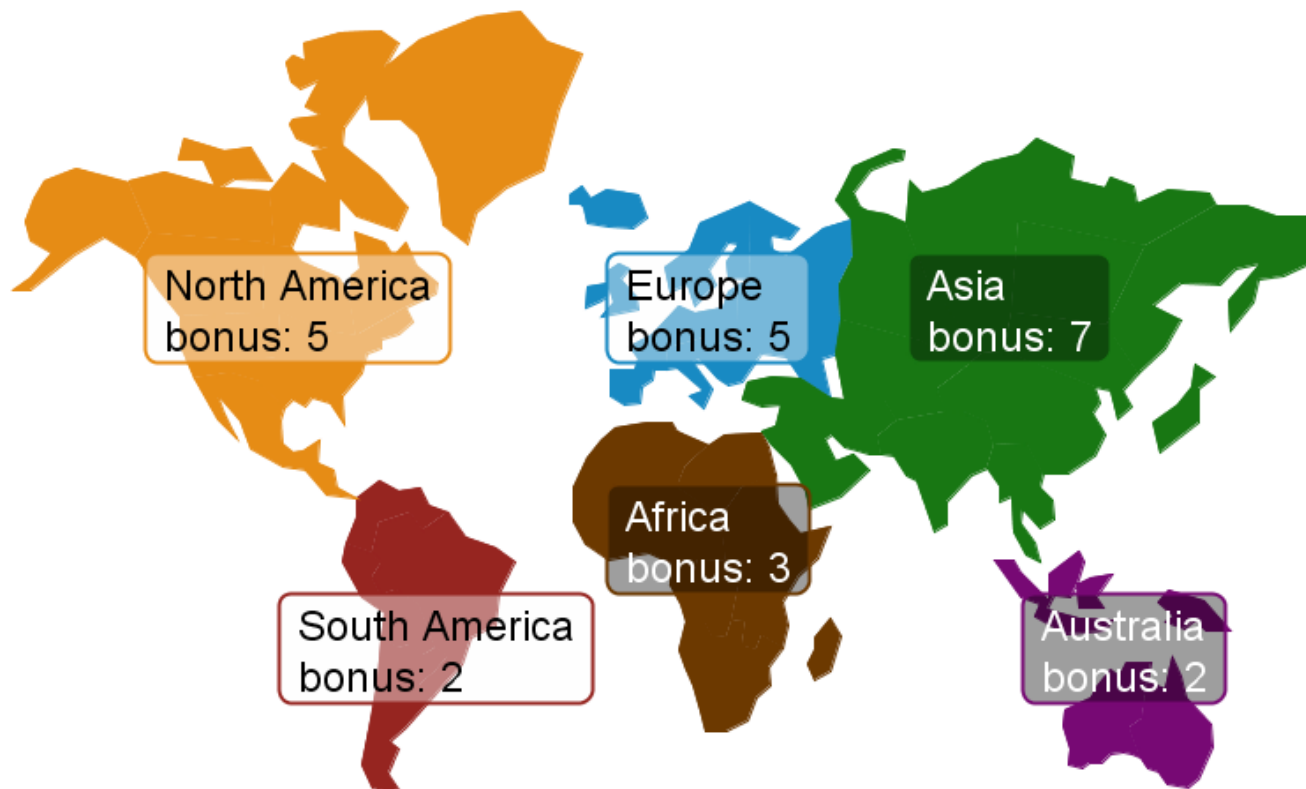 North America
bonus: 5
Europe
bonus: 5
Asia
bonus: 7
Africa
bonus: 3
South America
bonus: 2
Australia
bonus: 2